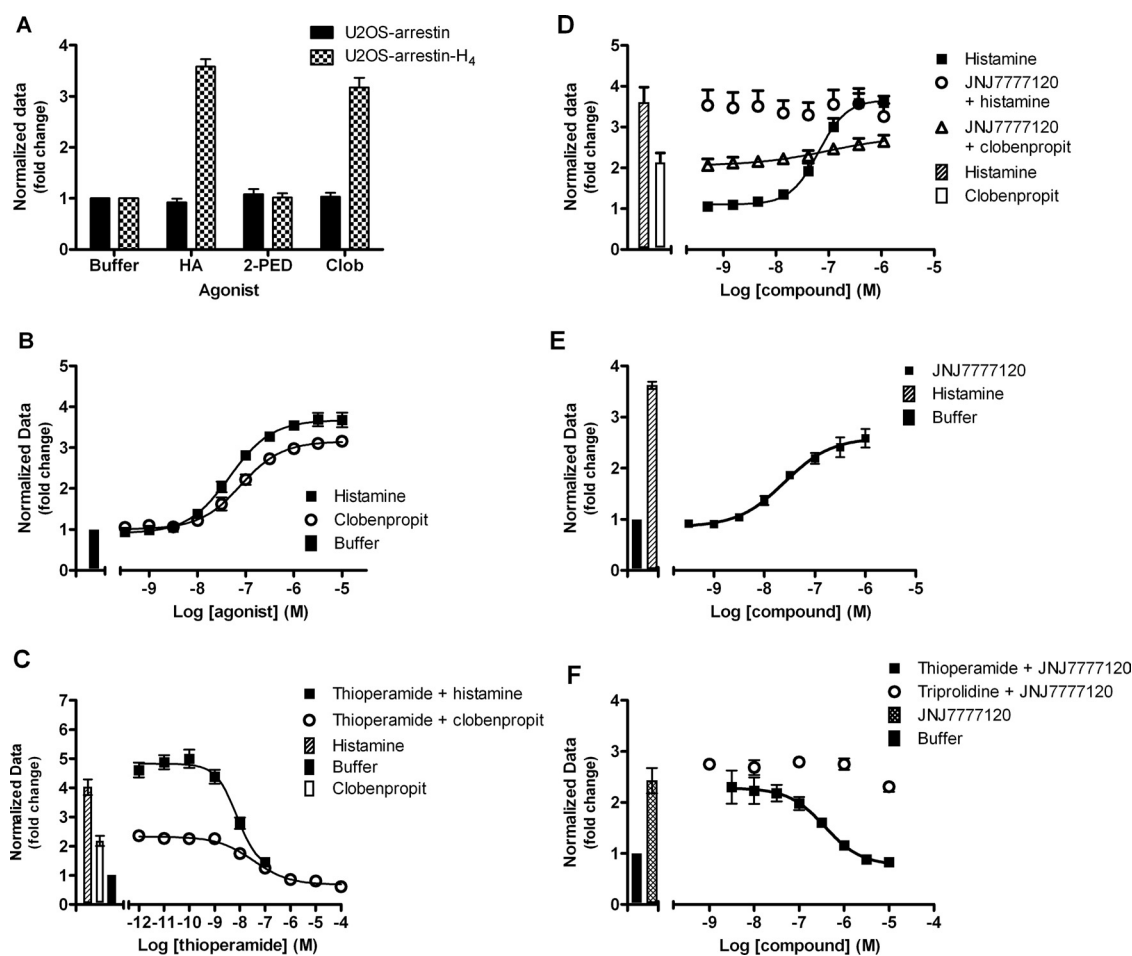 A
U2OS-arrestin
U2OS-arrestin-H4
Normalized data
(fold change)
4
3
2
1
0
Buffer HA 2-PED Clob
Agonist
B
Normalized Data
(fold change)
5
4
3
2
1
0
Histamine
Clobenpropit
Buffer
-9 -8 -7 -6 -5
Log [agonist] (M)
C
Thioperamide + histamine
Thioperamide + clobenpropit
Histamine
Buffer
Clobenpropit
Normalized Data
(fold change)
7
6
5
4
3
2
1
0
-12 -11 -10 -9 -8 -7 -6 -5 -4
Log [thioperamide] (M)
D
Histamine
JNJ7777120
+ histamine
JNJ7777120
+ clobenpropit
Histamine
Clobenpropit
Normalized data
(fold change)
5
4
3
2
1
0
-9 -8 -7 -6 -5
Log [compound] (M)
E
JNJ7777120
Histamine
Buffer
Normalized Data
(fold change)
4
3
2
1
0
-9 -8 -7 -6 -5
Log [compound] (M)
F
Thioperamide + JNJ7777120
Triprolidine + JNJ7777120
JNJ7777120
Buffer
Normalized Data
(fold change)
4
3
2
1
0
-9 -8 -7 -6 -5 -4
Log [compound] (M)